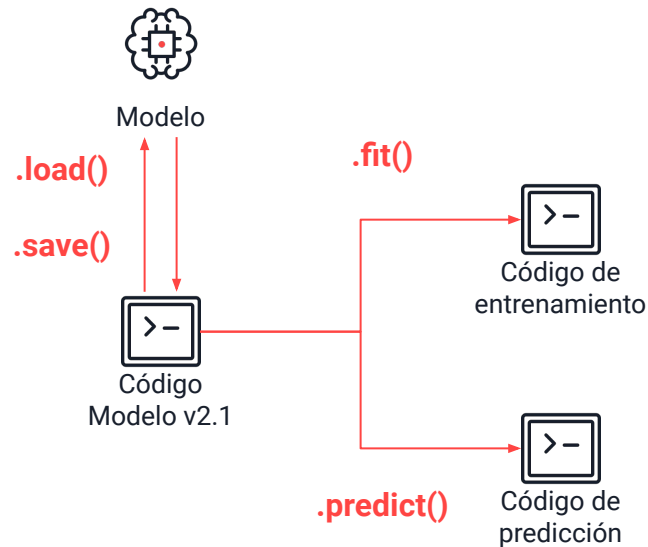 Modelo
.load()
.save()
.fit()
Código de
entrenamiento
Código
Modelo v2.1
.predict()
Código de
predicción